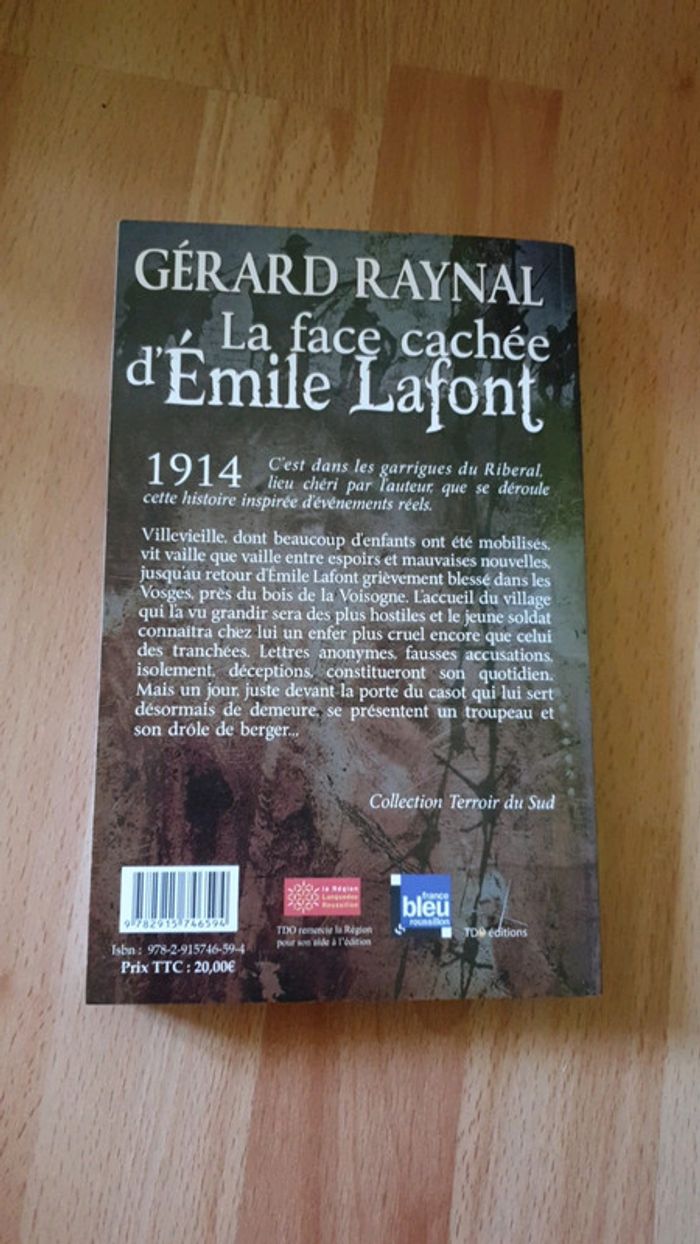 GÉRARD RAYNAL
La face cachée
d'Émile Lafont
1914 C'est dans les garrigues du Riberal,
lieu chéri par l'auteur, que se déroule
cette histoire inspirée d'événements réels.
Villevieille, dont beaucoup d'enfants ont été mobilisés,
vit vaille que vaille entre espoirs et mauvaises nouvelles,
jusqu'au retour d'Émile Lafont grièvement blessé dans les
Vosges, près du bois de la Voisogne. L'accueil du village
qui l'a vu grandir sera des plus hostiles et le jeune soldat
connaîtra chez lui un enfer plus cruel encore que celui
des tranchées. Lettres anonymes, fausses accusations,
isolement, déceptions, constitueront son quotidien.
Mais un jour, juste devant la porte du casot qui lui sert
désormais de demeure, se présentent un troupeau et
son drôle de berger...
Collection Terroir du Sud
9 782915 746594
Isbn : 978-2-915746-59-4
Prix TTC : 20,00€
la Région
Languedoc
Roussillon
TDO remercie la Région
pour son aide à l'édition
france
bleu
roussillon
TDO éditions